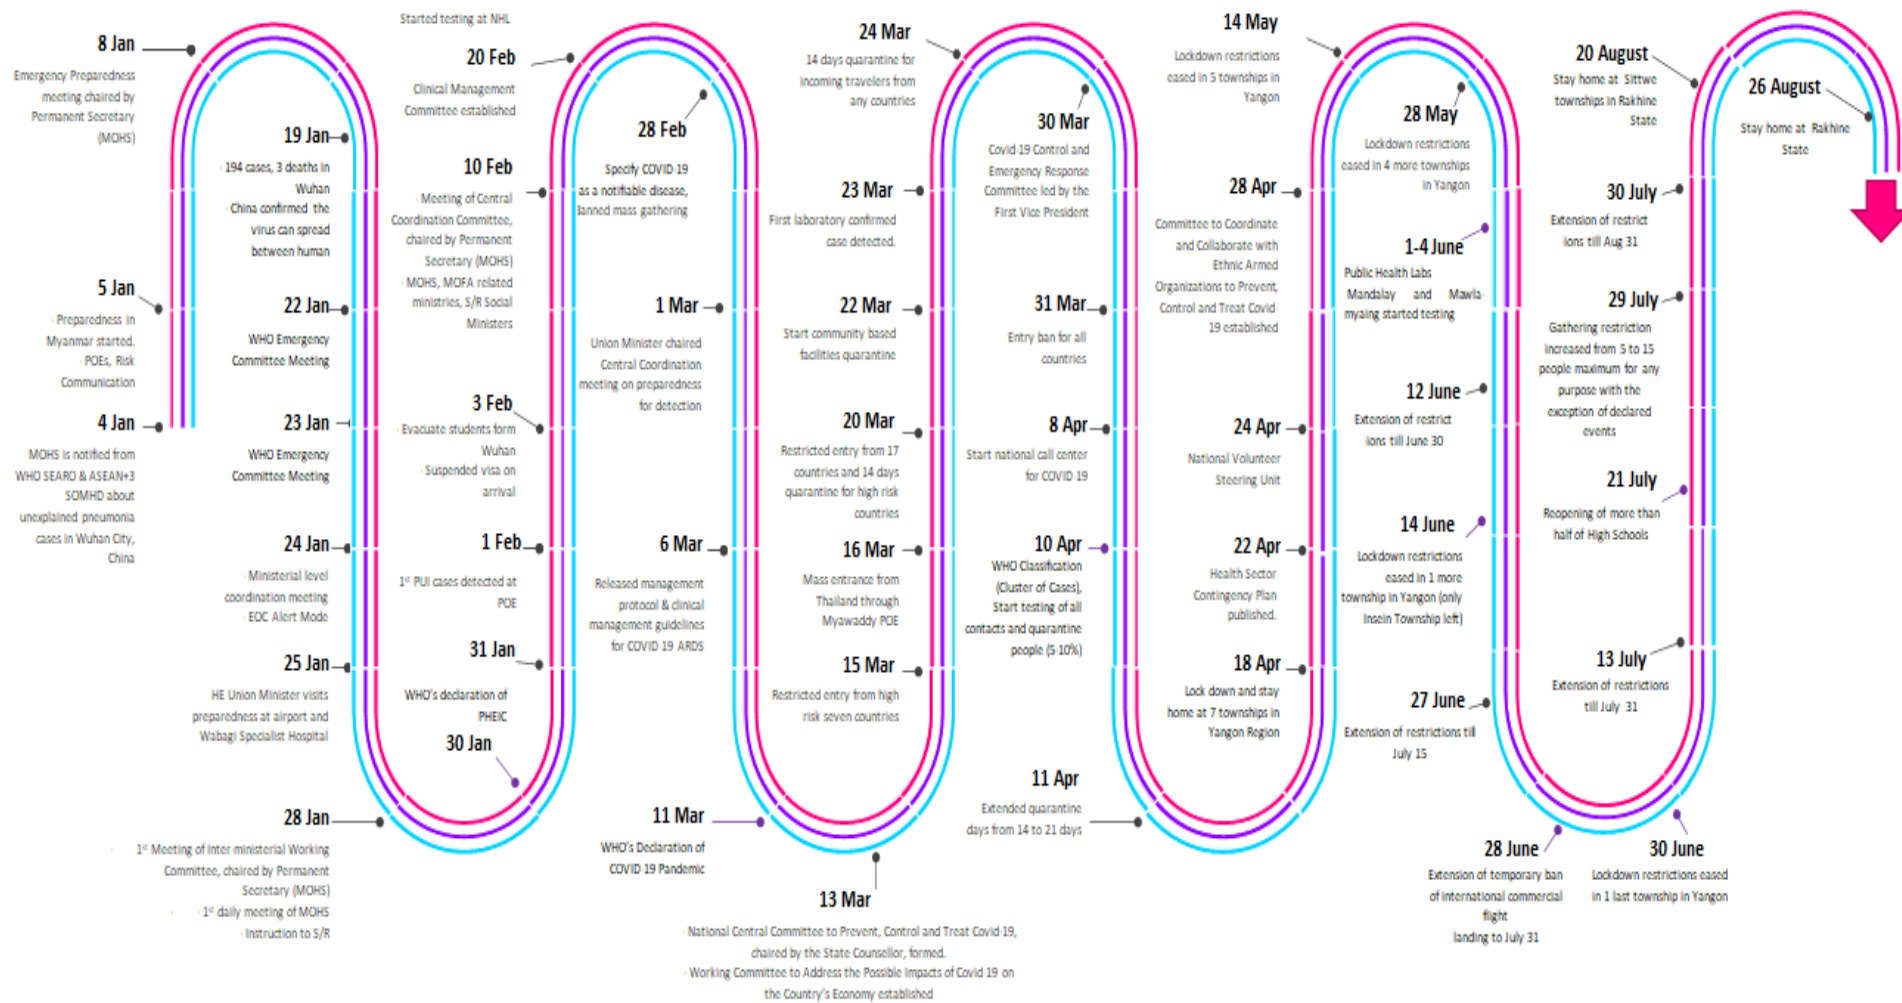 8 Jan
Emergency Preparedness
meeting chaired by
Permanent Secretary
(MOHS)
5 Jan
· Preparedness in
Myanmar started.
· POEs, Risk
Communication
4 Jan
MOHS is notified from
WHO SEARO & ASEAN+3
SOMHD about
unexplained pneumonia
cases in Wuhan City,
China
19 Jan
· 194 cases, 3 deaths in
Wuhan
· China confirmed the
virus can spread
between human
22 Jan
WHO Emergency
Committee Meeting
23 Jan
WHO Emergency
Committee Meeting
24 Jan
· Ministerial level
coordination meeting
· EOC Alert Mode
25 Jan
HE Union Minister visits
preparedness at airport and
Wabagi Specialist Hospital
28 Jan
· 1st Meeting of Inter ministerial Working
Committee, chaired by Permanent
Secretary (MOHS)
· 1st daily meeting of MOHS
· Instruction to S/R
Started testing at NHL
20 Feb
Clinical Management
Committee established
10 Feb
· Meeting of Central
Coordination Committee,
chaired by Permanent
Secretary (MOHS)
· MOHS, MOFA related
ministries, S/R Social
Ministers
3 Feb
· Evacuate students form
Wuhan
· Suspended visa on
arrival
1 Feb
1st PUI cases detected at
POE
31 Jan
WHO's declaration of
PHEIC
30 Jan
28 Feb
Specify COVID 19
as a notifiable disease,
Banned mass gathering
1 Mar
Union Minister chaired
Central Coordination
meeting on preparedness
for detection
6 Mar
Released management
protocol & clinical
management guidelines
for COVID 19 ARDS
11 Mar
WHO's Declaration of
COVID 19 Pandemic
13 Mar
· National Central Committee to Prevent, Control and Treat Covid 19,
chaired by the State Counsellor, formed.
· Working Committee to Address the Possible Impacts of Covid 19 on
the Country's Economy established
24 Mar
14 days quarantine for
incoming travelers from
any countries
23 Mar
First laboratory confirmed
case detected.
22 Mar
Start community based
facilities quarantine
20 Mar
Restricted entry from 17
countries and 14 days
quarantine for high risk
countries
16 Mar
Mass entrance from
Thailand through
Myawaddy POE
15 Mar
Restricted entry from high
risk seven countries
30 Mar
Covid 19 Control and
Emergency Response
Committee led by the
First Vice President
31 Mar
Entry ban for all
countries
8 Apr
Start national call center
for COVID 19
10 Apr
WHO Classification
(Cluster of Cases),
Start testing of all
contacts and quarantine
people (5 10%)
11 Apr
Extended quarantine
days from 14 to 21 days
14 May
Lockdown restrictions
eased in 5 townships in
Yangon
28 Apr
Committee to Coordinate
and Collaborate with
Ethnic Armed
Organizations to Prevent,
Control and Treat Covid
19 established
24 Apr
National Volunteer
Steering Unit
22 Apr
Health Sector
Contingency Plan
published.
18 Apr
Lock down and stay
home at 7 townships in
Yangon Region
28 May
Lockdown restrictions
eased in 4 more townships
in Yangon
1-4 June
Public Health Labs
Mandalay and Mawla
myaing started testing
12 June
Extension of restrict
ions till June 30
14 June
Lockdown restrictions
eased in 1 more
township in Yangon (only
Insein Township left)
27 June
Extension of restrictions till
July 15
28 June
Extension of temporary ban
of international commercial
flight
landing to July 31
30 June
Lockdown restrictions eased
in 1 last township in Yangon
20 August
Stay home at Sittwe
townships in Rakhine
State
30 July
Extension of restrict
ions till Aug 31
29 July
Gathering restriction
increased from 5 to 15
people maximum for any
purpose with the
exception of declared
events
21 July
Reopening of more than
half of High Schools
13 July
Extension of restrictions
till July 31
26 August
Stay home at Rakhine
State